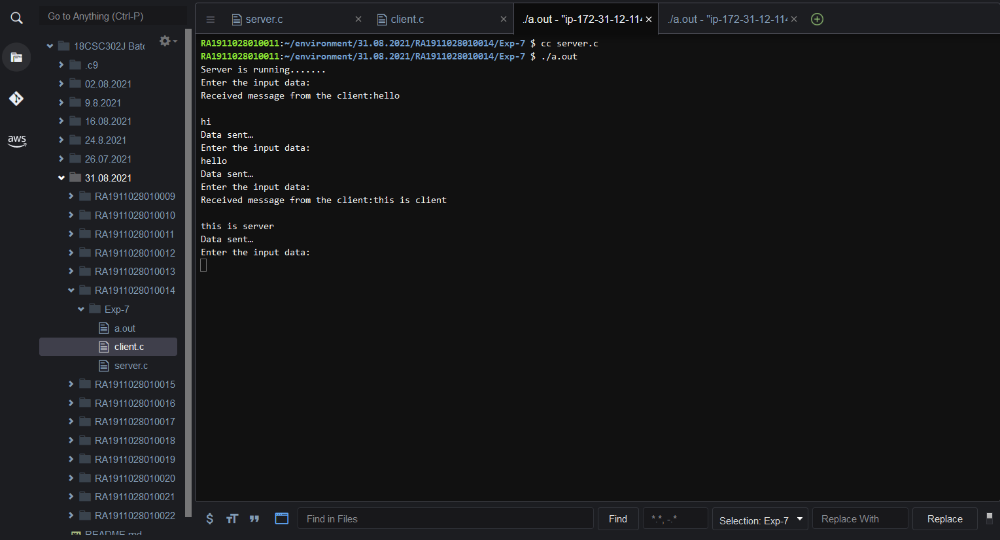 Go to Anything (Ctrl-P)
aws
18CSC302J Batc
.c9
02.08.2021
9.8.2021
16.08.2021
24.8.2021
26.07.2021
31.08.2021
RA1911028010009
RA1911028010010
RA1911028010011
RA1911028010012
RA1911028010013
RA1911028010014
Exp-7
a.out
client.c
server.c
RA1911028010015
RA1911028010016
RA1911028010017
RA1911028010018
RA1911028010019
RA1911028010020
RA1911028010021
RA1911028010022
README.md
server.c × client.c × ./a.out - "ip-172-31-12-114 × ./a.out - "ip-172-31-12-114 ×
RA1911028010011:~/environment/31.08.2021/RA1911028010014/Exp-7 $ cc server.c
RA1911028010011:~/environment/31.08.2021/RA1911028010014/Exp-7 $ ./a.out
Server is running.......
Enter the input data:
Received message from the client:hello
hi
Data sent…
Enter the input data:
hello
Data sent…
Enter the input data:
Received message from the client:this is client
this is server
Data sent…
Enter the input data:
$ TT Find in Files Find *.*, -.* Selection: Exp-7 Replace With Replace